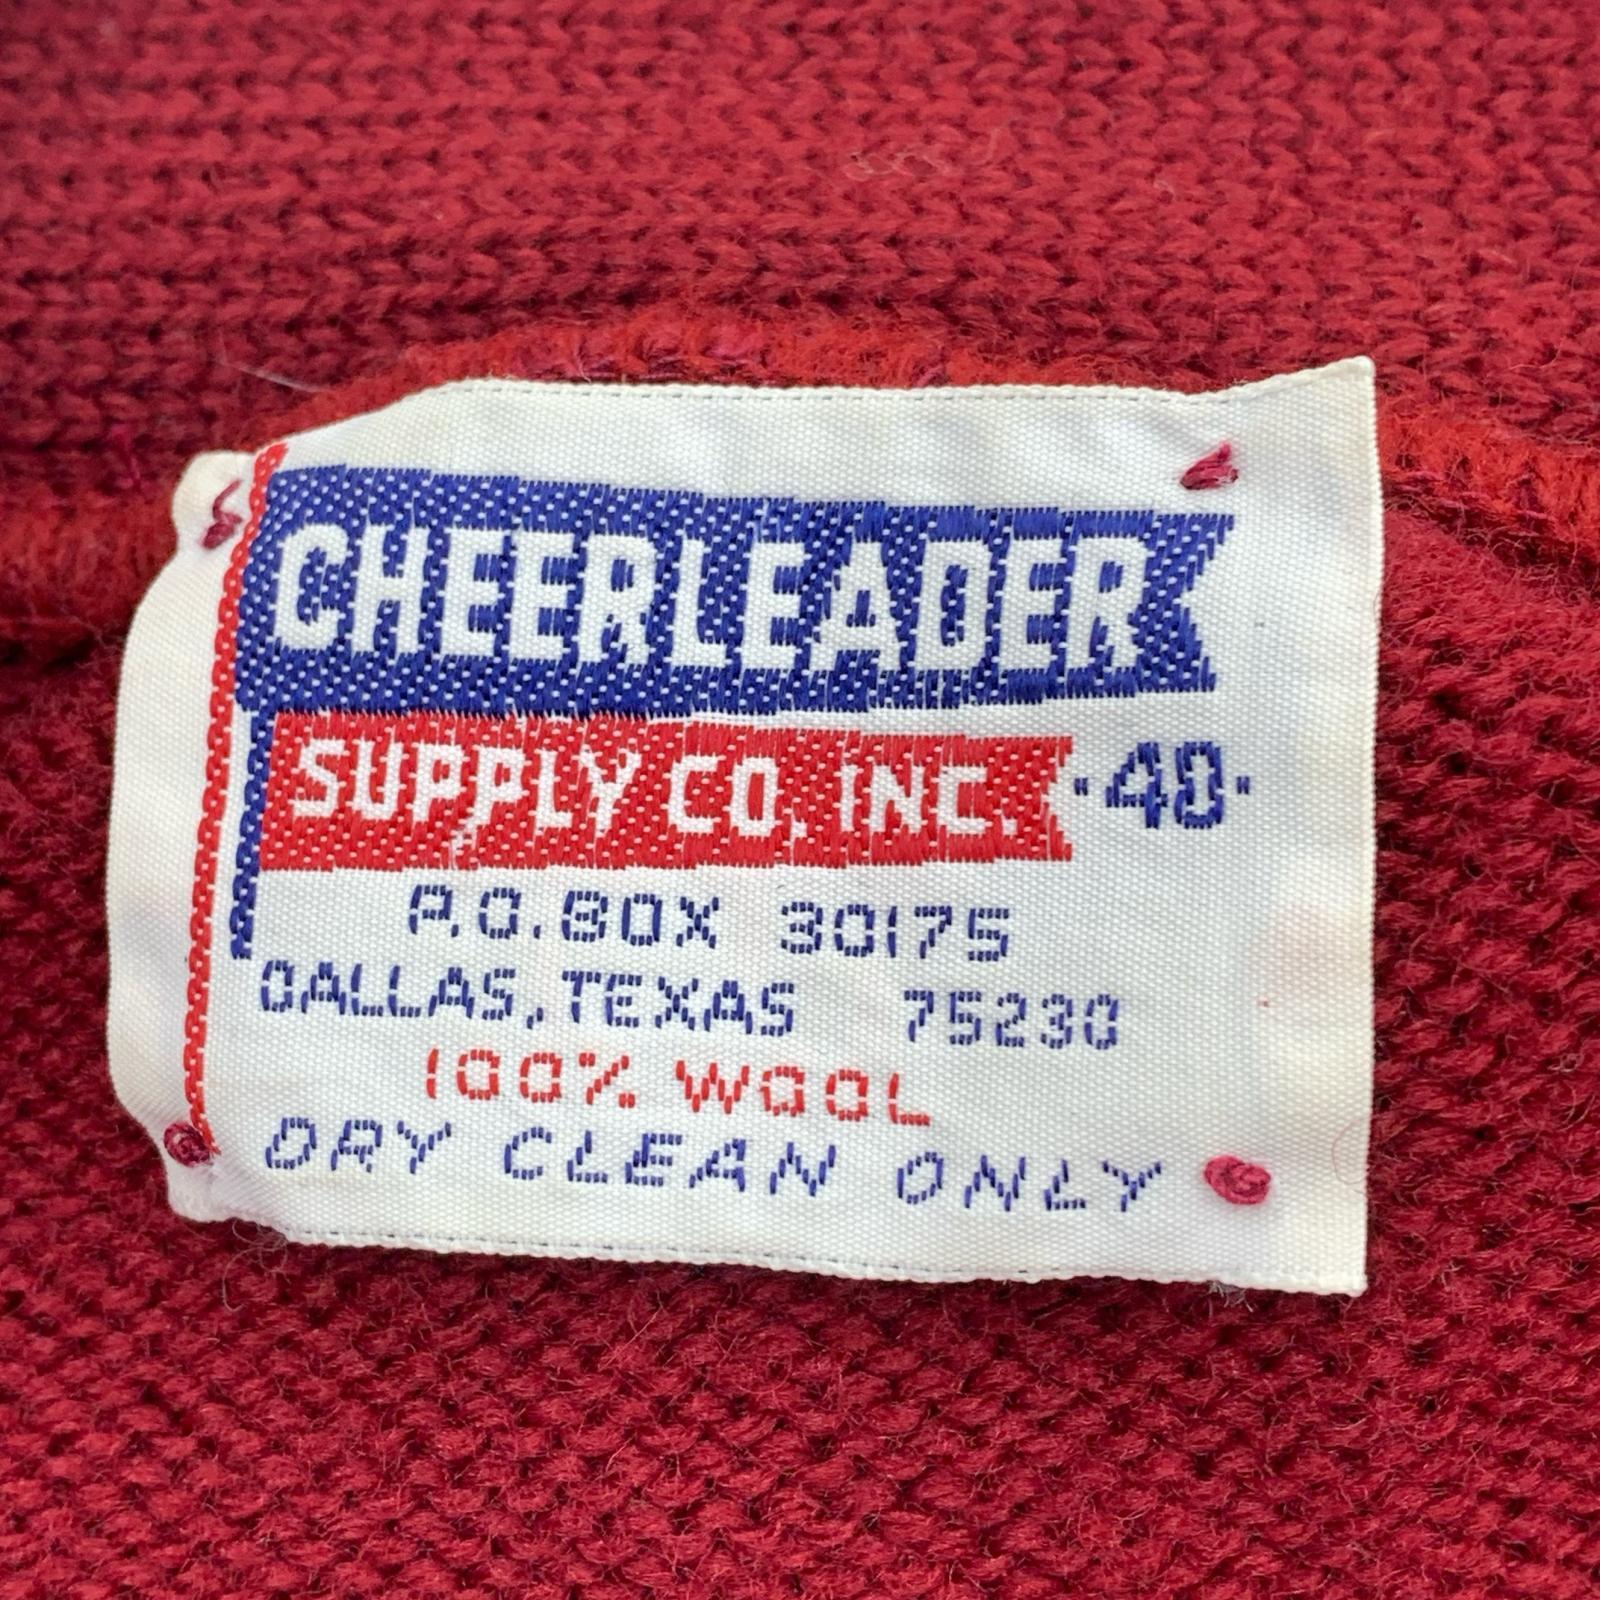 CHEERLEADER
SUPPLY CO. INC. ·40·
P.O. BOX 30175
DALLAS, TEXAS 75230
100% WOOL
DRY CLEAN ONLY